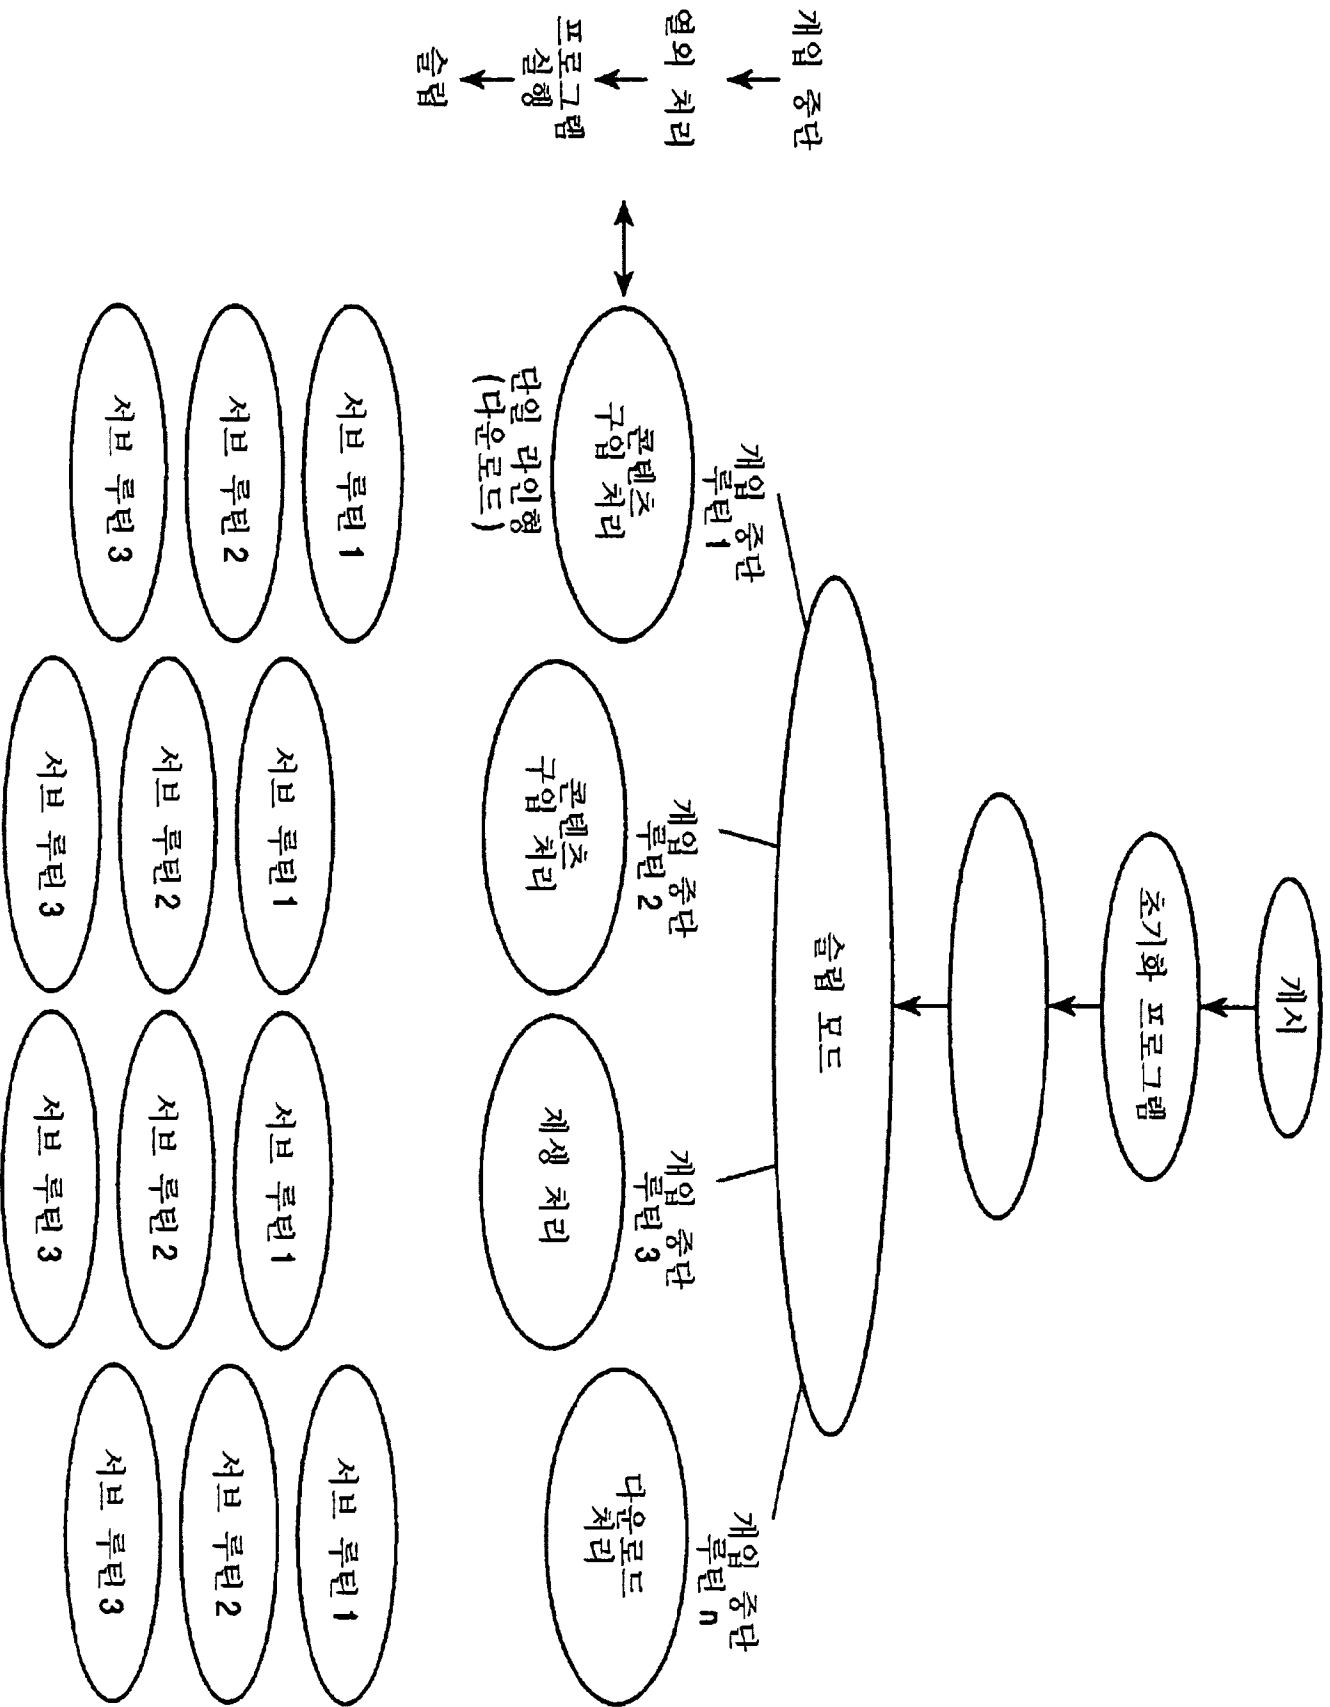 개시
초기화 프로그램
슬립 모드
개입 중단
열외 처리
프로그램
실행
슬립
개입 중단
루틴 1
콘텐츠
구입 처리
단일 라인형
(다운로드)
서브 루틴 1
서브 루틴 2
서브 루틴 3
개입 중단
루틴 2
콘텐츠
구입 처리
서브 루틴 1
서브 루틴 2
서브 루틴 3
개입 중단
루틴 3
재생 처리
서브 루틴 1
서브 루틴 2
서브 루틴 3
개입 중단
루틴 n
다운로드
처리
서브 루틴 1
서브 루틴 2
서브 루틴 3